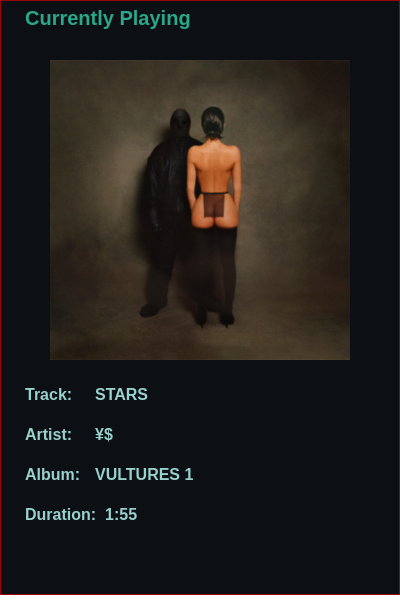 Currently Playing
Track: STARS
Artist: ¥$
Album: VULTURES 1
Duration: 1:55